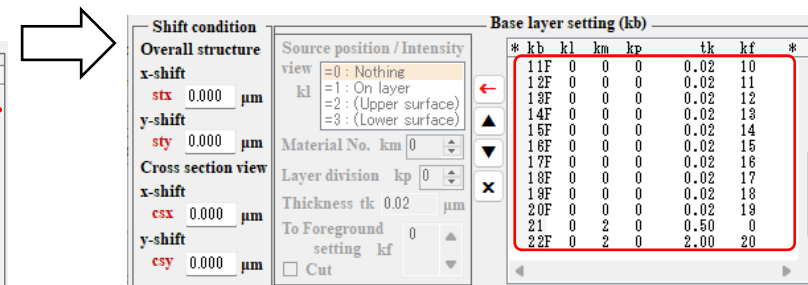 Shift condition
Overall structure
x-shift
stx 0.000 μm
y-shift
sty 0.000 μm
Cross section view
x-shift
csx 0.000 μm
y-shift
csy 0.000 μm
Source position / Intensity
view
kl
=0 : Nothing
=1 : On layer
=2 : (Upper surface)
=3 : (Lower surface)
Material No. km 0
Layer division kp 0
Thickness tk 0.02 μm
To Foreground
setting kf 0
Cut
Base layer setting (kb)
* kb kl km kp tk kf *
11F 0 0 0 0.02 10
12F 0 0 0 0.02 11
13F 0 0 0 0.02 12
14F 0 0 0 0.02 13
15F 0 0 0 0.02 14
16F 0 0 0 0.02 15
17F 0 0 0 0.02 16
18F 0 0 0 0.02 17
19F 0 0 0 0.02 18
20F 0 0 0 0.02 19
21 0 2 0 0.50 0
22F 0 2 0 2.00 20